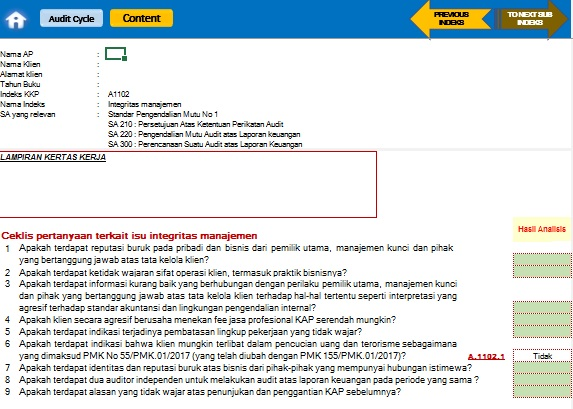 Audit Cycle
Content
PREVIOUS
INDEKS
TO NEXT SUB
INDEKS
Nama AP :
Nama Klien :
Alamat klien :
Tahun Buku :
Indeks KKP : A1102
Nama Indeks : Integritas manajemen
SA yang relevan : Standar Pengendalian Mutu No 1
SA 210 : Persetujuan Atas Ketentuan Perikatan Audit
SA 220 : Pengendalian Mutu Audit atas Laporan keuangan
SA 300 : Perencanaan Suatu Audit atas Laporan Keuangan
LAMPIRAN KERTAS KERJA
Hasil Analisis
Ceklis pertanyaan terkait isu integritas manajemen
1 Apakah terdapat reputasi buruk pada pribadi dan bisnis dari pemilik utama, manajemen kunci dan pihak
yang bertanggung jawab atas tata kelola klien?
2 Apakah terdapat ketidak wajaran sifat operasi klien, termasuk praktik bisnisnya?
3 Apakah terdapat informasi kurang baik yang berhubungan dengan perilaku pemilik utama, manajemen kunci
dan pihak yang bertanggung jawab atas tata kelola klien terhadap hal-hal tertentu seperti interpretasi yang
agresif terhadap standar akuntansi dan lingkungan pengendalian internal?
4 Apakah klien secara agresif berusaha menekan fee jasa profesional KAP serendah mungkin?
5 Apakah terdapat indikasi terjadinya pembatasan lingkup pekerjaan yang tidak wajar?
6 Apakah terdapat indikasi bahwa klien mungkin terlibat dalam pencucian uang dan terorisme sebagaimana
yang dimaksud PMK No 55/PMK.01/2017 (yang telah diubah dengan PMK 155/PMK.01/2017)? A.1102.1 Tidak
7 Apakah terdapat identitas dan reputasi buruk atas bisnis dari pihak-pihak yang mempunyai hubungan istimewa?
8 Apakah terdapat dua auditor independen untuk melakukan audit atas laporan keuangan pada periode yang sama ?
9 Apakah terdapat alasan yang tidak wajar atas penunjukan dan penggantian KAP sebelumnya?